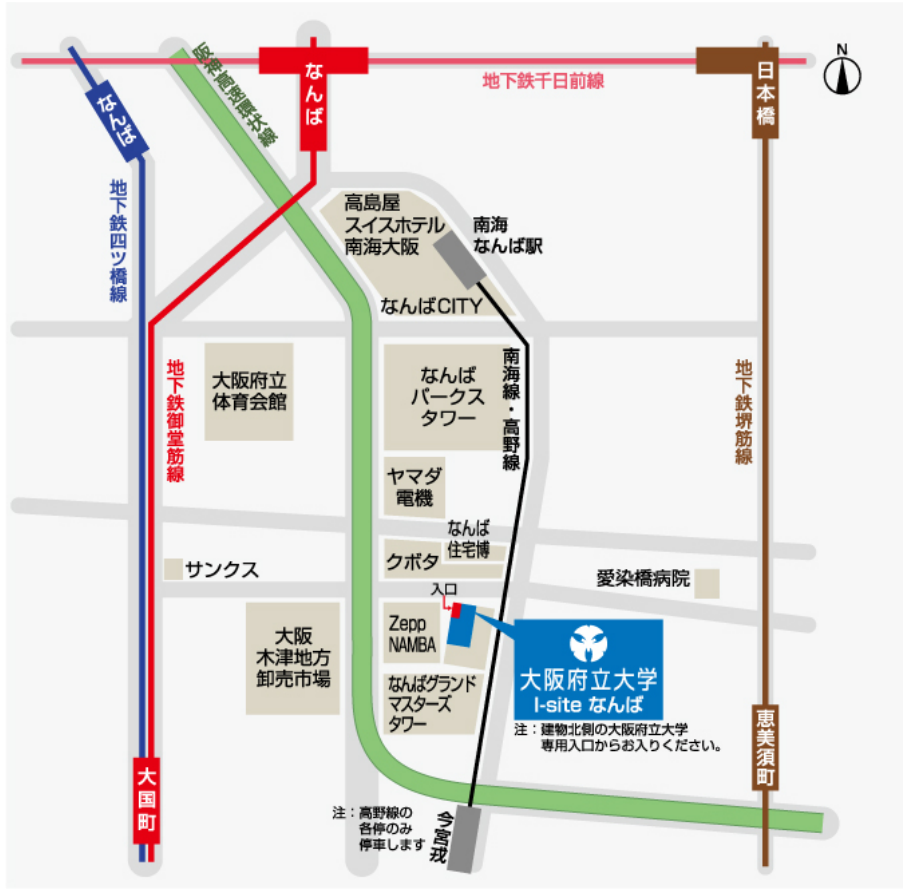 N
なんば
阪神高速環状線
なんば
地下鉄千日前線
日本橋
地下鉄四ツ橋線
高島屋
スイスホテル
南海大阪
南海
なんば駅
なんばCITY
大阪府立
体育会館
なんば
パークス
タワー
南海線・高野線
地下鉄御堂筋線
地下鉄堺筋線
ヤマダ
電機
なんば
住宅博
クボタ
サンクス
愛染橋病院
入口
Zepp
NAMBA
大阪
木津地方
卸売市場
大阪府立大学
I-site なんば
なんばグランド
マスターズ
タワー
注：建物北側の大阪府立大学
専用入口からお入りください。
恵美須町
大国町
注：高野線の
各停のみ
停車します
今宮戎